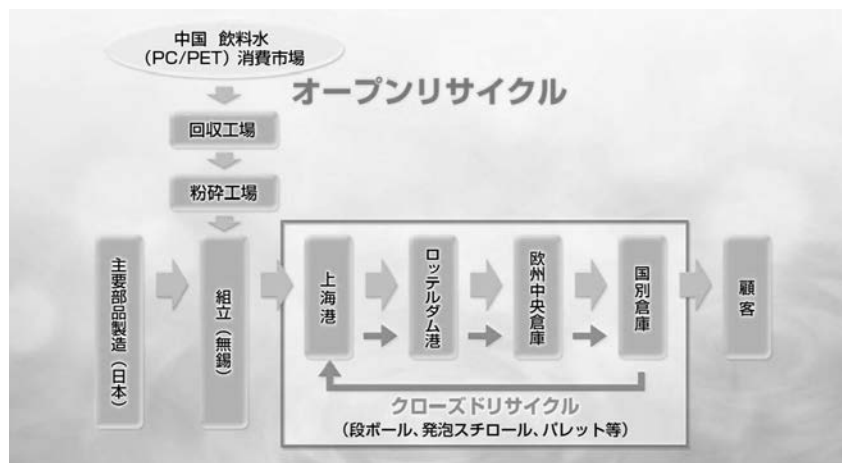 中国 飲料水
(PC/PET) 消費市場
オープンリサイクル
回収工場
粉砕工場
主要部品製造(日本)
組立(無錫)
上海港
ロッテルダム港
欧州中央倉庫
国別倉庫
顧客
クローズドリサイクル
(段ボール、発泡スチロール、パレット等)